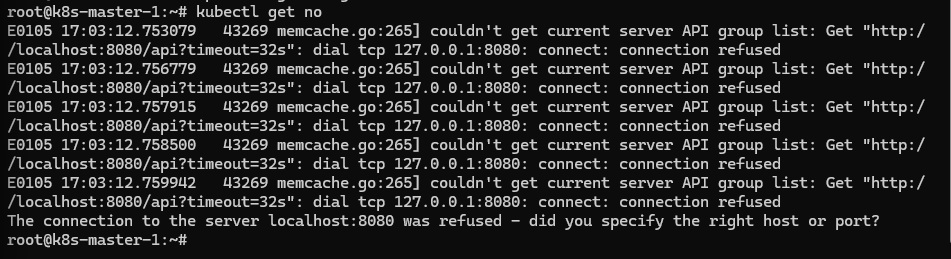 root@k8s-master-1:~# kubectl get no
E0105 17:03:12.753079   43269 memcache.go:265] couldn't get current server API group list: Get "http:/
/localhost:8080/api?timeout=32s": dial tcp 127.0.0.1:8080: connect: connection refused
E0105 17:03:12.756779   43269 memcache.go:265] couldn't get current server API group list: Get "http:/
/localhost:8080/api?timeout=32s": dial tcp 127.0.0.1:8080: connect: connection refused
E0105 17:03:12.757915   43269 memcache.go:265] couldn't get current server API group list: Get "http:/
/localhost:8080/api?timeout=32s": dial tcp 127.0.0.1:8080: connect: connection refused
E0105 17:03:12.758500   43269 memcache.go:265] couldn't get current server API group list: Get "http:/
/localhost:8080/api?timeout=32s": dial tcp 127.0.0.1:8080: connect: connection refused
E0105 17:03:12.759942   43269 memcache.go:265] couldn't get current server API group list: Get "http:/
/localhost:8080/api?timeout=32s": dial tcp 127.0.0.1:8080: connect: connection refused
The connection to the server localhost:8080 was refused - did you specify the right host or port?
root@k8s-master-1:~#